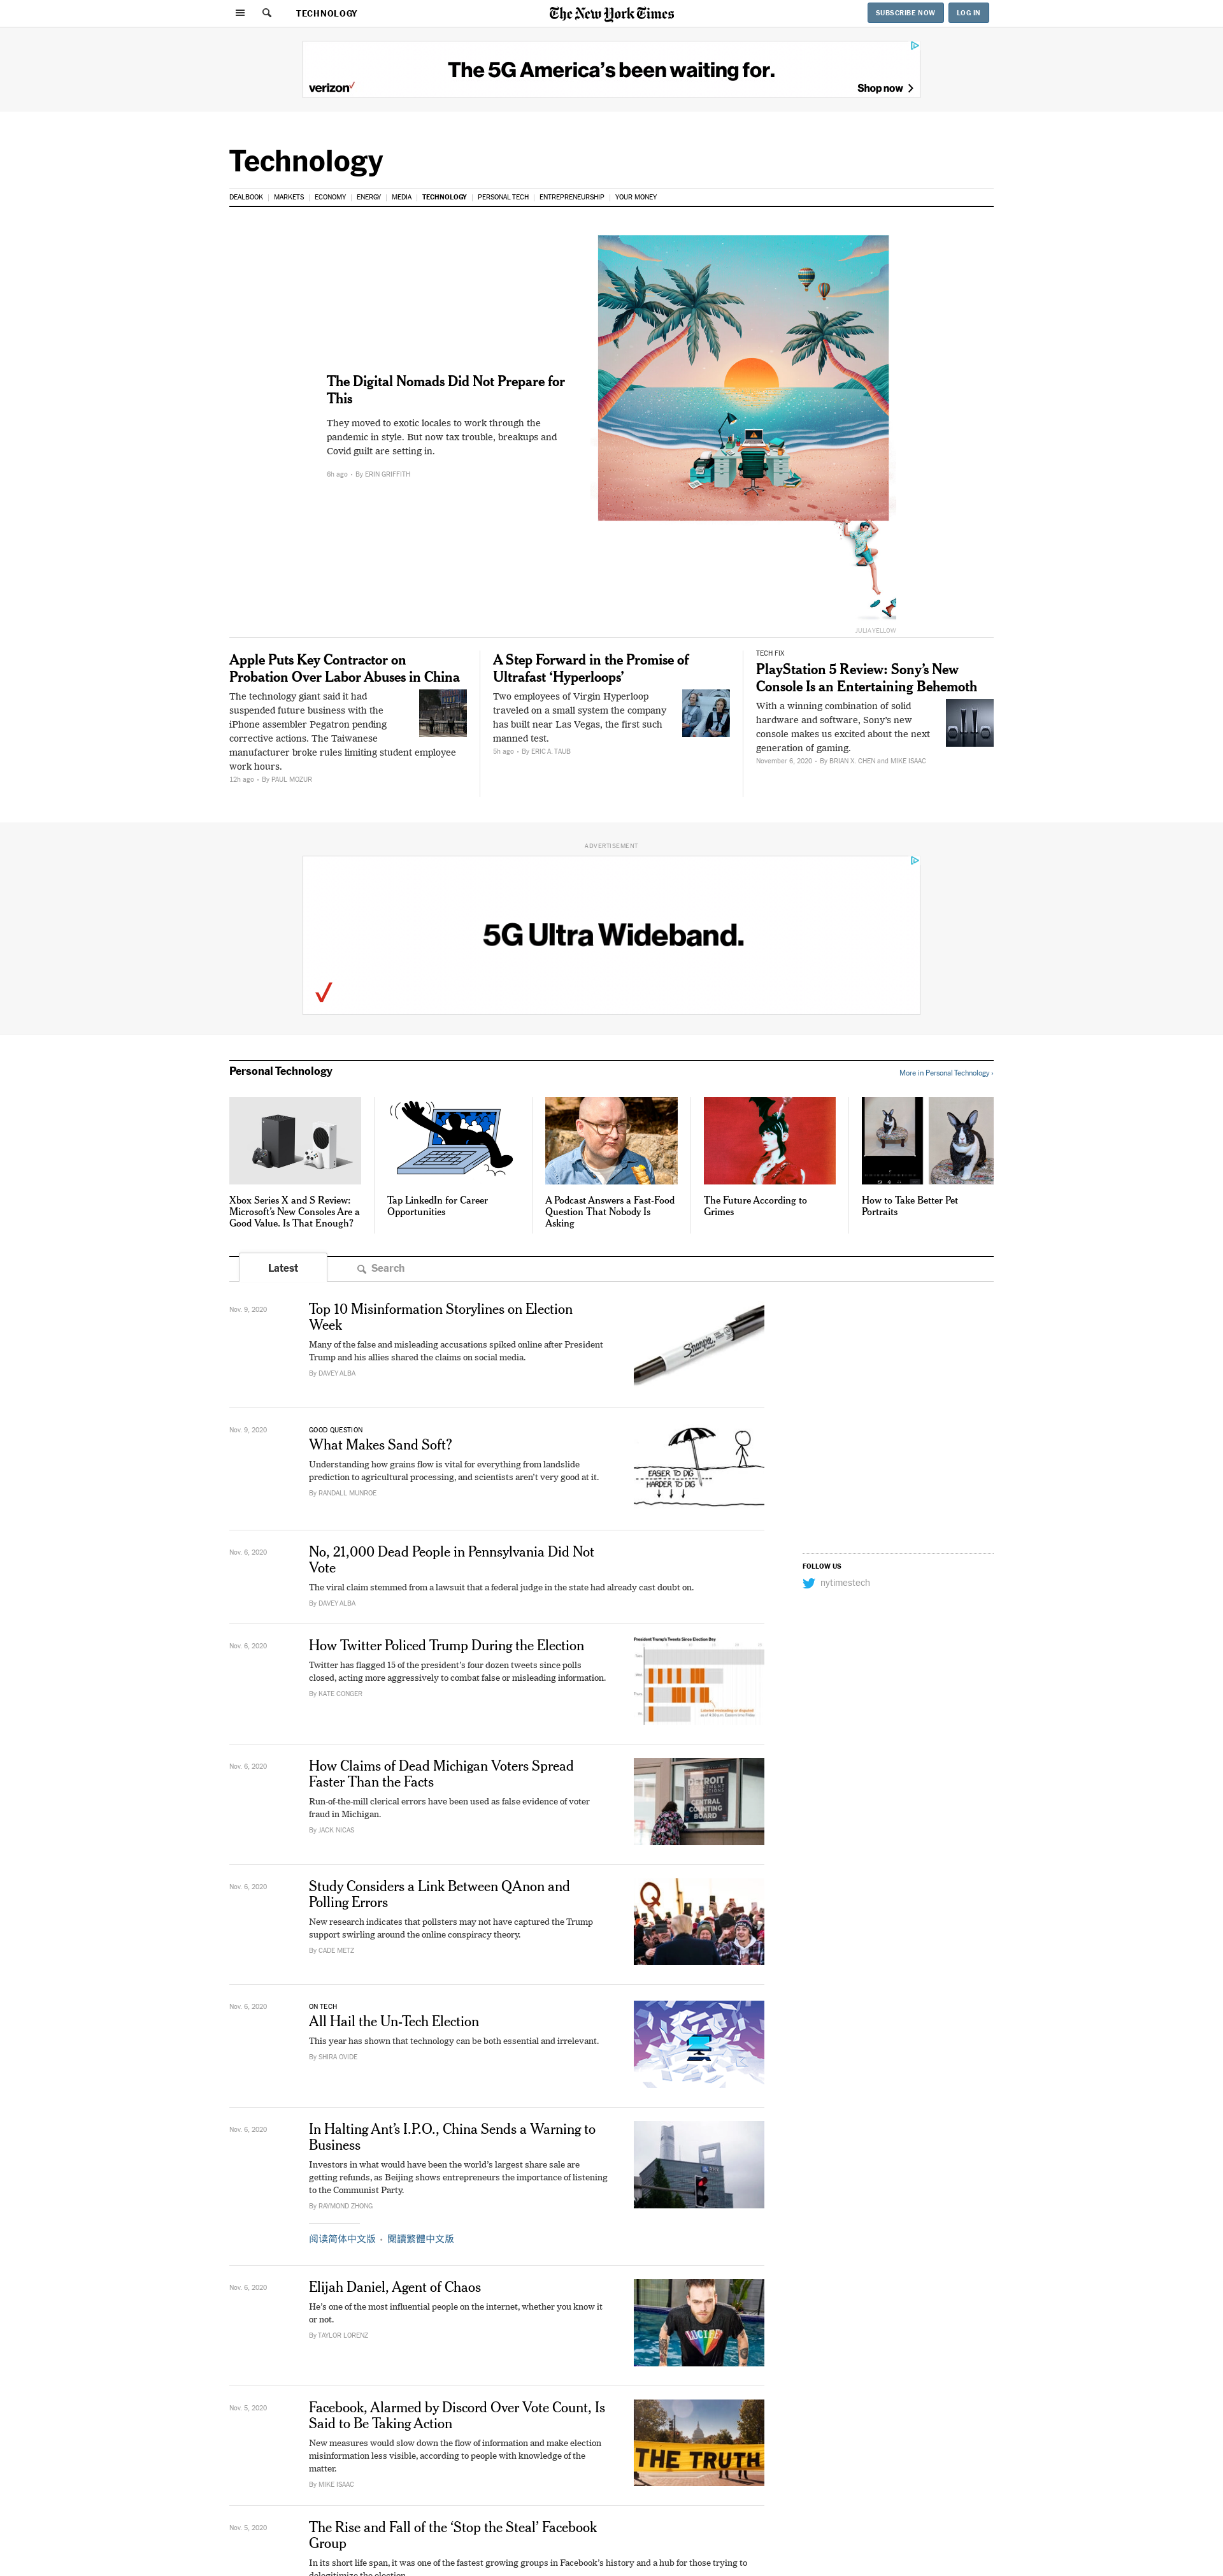 TECHNOLOGY
The New York Times
SUBSCRIBE NOW
LOG IN
The 5G America's been waiting for.
verizon✓
Shop now
Technology
DEALBOOK | MARKETS | ECONOMY | ENERGY | MEDIA | TECHNOLOGY | PERSONAL TECH | ENTREPRENEURSHIP | YOUR MONEY
The Digital Nomads Did Not Prepare for
This
They moved to exotic locales to work through the
pandemic in style. But now tax trouble, breakups and
Covid guilt are setting in.
6h ago • By ERIN GRIFFITH
JULIA YELLOW
Apple Puts Key Contractor on
Probation Over Labor Abuses in China
The technology giant said it had
suspended future business with the
iPhone assembler Pegatron pending
corrective actions. The Taiwanese
manufacturer broke rules limiting student employee
work hours.
12h ago • By PAUL MOZUR
A Step Forward in the Promise of
Ultrafast ‘Hyperloops’
Two employees of Virgin Hyperloop
traveled on a small system the company
has built near Las Vegas, the first such
manned test.
5h ago • By ERIC A. TAUB
TECH FIX
PlayStation 5 Review: Sony’s New
Console Is an Entertaining Behemoth
With a winning combination of solid
hardware and software, Sony’s new
console makes us excited about the next
generation of gaming.
November 6, 2020 • By BRIAN X. CHEN and MIKE ISAAC
ADVERTISEMENT
5G Ultra Wideband.
Personal Technology
More in Personal Technology ›
Xbox Series X and S Review:
Microsoft’s New Consoles Are a
Good Value. Is That Enough?
Tap LinkedIn for Career
Opportunities
A Podcast Answers a Fast-Food
Question That Nobody Is
Asking
The Future According to
Grimes
How to Take Better Pet
Portraits
Latest
Search
Nov. 9, 2020
Top 10 Misinformation Storylines on Election
Week
Many of the false and misleading accusations spiked online after President
Trump and his allies shared the claims on social media.
By DAVEY ALBA
Sharpie
Nov. 9, 2020
GOOD QUESTION
What Makes Sand Soft?
Understanding how grains flow is vital for everything from landslide
prediction to agricultural processing, and scientists aren’t very good at it.
By RANDALL MUNROE
EASIER TO DIG
HARDER TO DIG
Nov. 6, 2020
No, 21,000 Dead People in Pennsylvania Did Not
Vote
The viral claim stemmed from a lawsuit that a federal judge in the state had already cast doubt on.
By DAVEY ALBA
FOLLOW US
nytimestech
Nov. 6, 2020
How Twitter Policed Trump During the Election
Twitter has flagged 15 of the president’s four dozen tweets since polls
closed, acting more aggressively to combat false or misleading information.
By KATE CONGER
President Trump's Tweets Since Election Day
Nov. 6, 2020
How Claims of Dead Michigan Voters Spread
Faster Than the Facts
Run-of-the-mill clerical errors have been used as false evidence of voter
fraud in Michigan.
By JACK NICAS
DETROIT
CENTRAL
COUNTING
BOARD
Nov. 6, 2020
Study Considers a Link Between QAnon and
Polling Errors
New research indicates that pollsters may not have captured the Trump
support swirling around the online conspiracy theory.
By CADE METZ
Q
Nov. 6, 2020
ON TECH
All Hail the Un-Tech Election
This year has shown that technology can be both essential and irrelevant.
By SHIRA OVIDE
Nov. 6, 2020
In Halting Ant’s I.P.O., China Sends a Warning to
Business
Investors in what would have been the world’s largest share sale are
getting refunds, as Beijing shows entrepreneurs the importance of listening
to the Communist Party.
By RAYMOND ZHONG
阅读简体中文版 • 閱讀繁體中文版
Nov. 6, 2020
Elijah Daniel, Agent of Chaos
He’s one of the most influential people on the internet, whether you know it
or not.
By TAYLOR LORENZ
Nov. 5, 2020
Facebook, Alarmed by Discord Over Vote Count, Is
Said to Be Taking Action
New measures would slow down the flow of information and make election
misinformation less visible, according to people with knowledge of the
matter.
By MIKE ISAAC
THE TRUTH
Nov. 5, 2020
The Rise and Fall of the ‘Stop the Steal’ Facebook
Group
In its short life span, it was one of the fastest growing groups in Facebook’s history and a hub for those trying to
delegitimize the election.